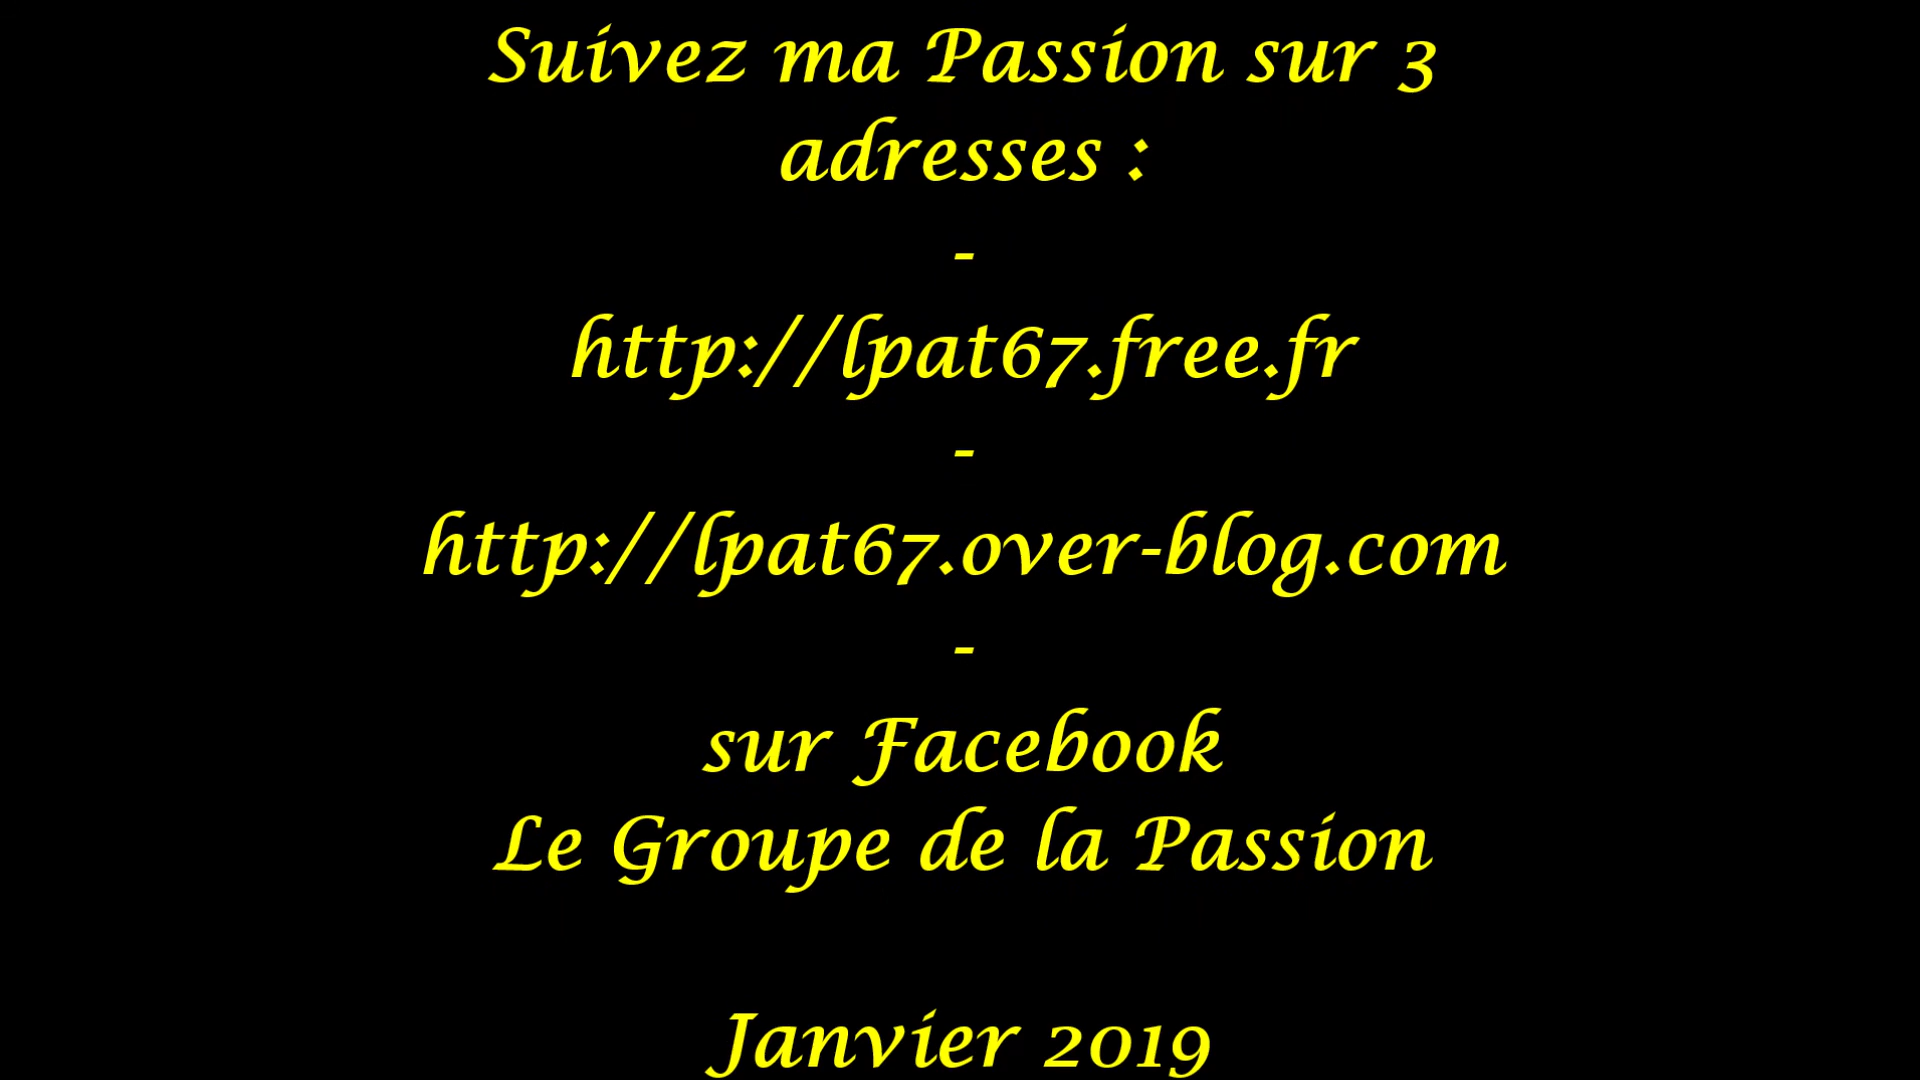 Suivez ma Passion sur 3
adresses :
-
http://lpat67.free.fr
-
http://lpat67.over-blog.com
-
sur Facebook
Le Groupe de la Passion
Janvier 2019